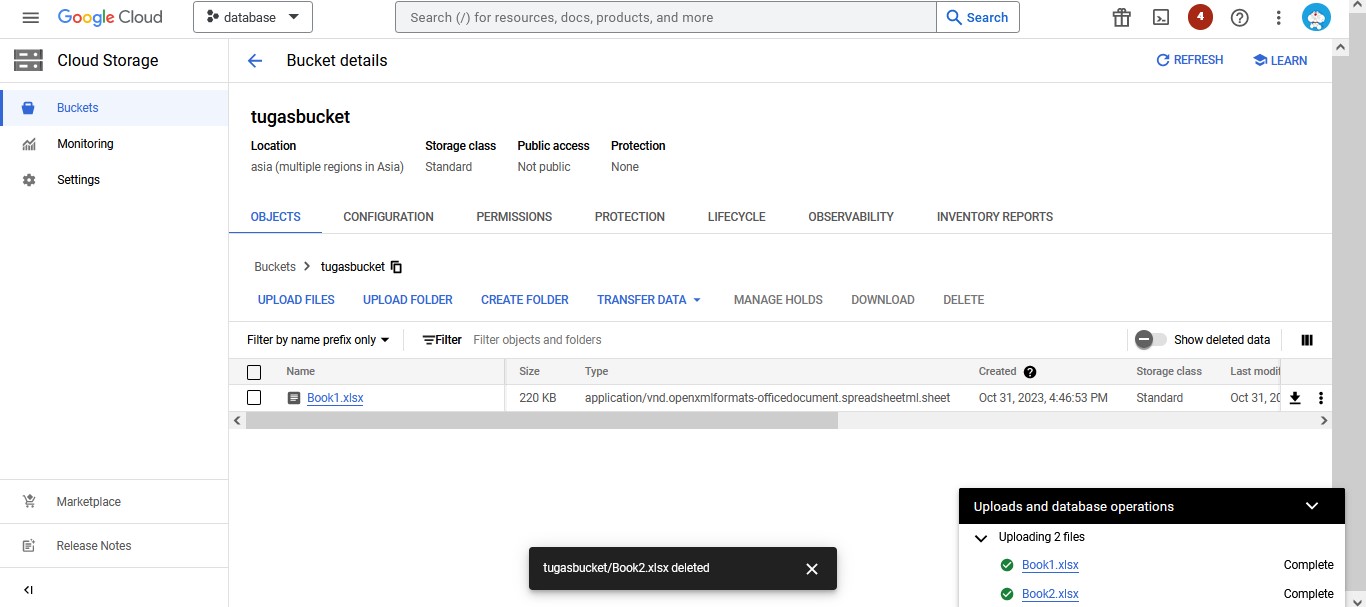 Google Cloud
database
Search (/) for resources, docs, products, and more
Search
4
Cloud Storage
Bucket details
REFRESH
LEARN
Buckets
Monitoring
Settings
tugasbucket
Location Storage class Public access Protection
asia (multiple regions in Asia) Standard Not public None
OBJECTS CONFIGURATION PERMISSIONS PROTECTION LIFECYCLE OBSERVABILITY INVENTORY REPORTS
Buckets > tugasbucket
UPLOAD FILES UPLOAD FOLDER CREATE FOLDER TRANSFER DATA MANAGE HOLDS DOWNLOAD DELETE
Filter by name prefix only Filter Filter objects and folders Show deleted data
Name Size Type Created Storage class Last modif
Book1.xlsx 220 KB application/vnd.openxmlformats-officedocument.spreadsheetml.sheet Oct 31, 2023, 4:46:53 PM Standard Oct 31, 20
Marketplace
Release Notes
Uploads and database operations
Uploading 2 files
Book1.xlsx Complete
Book2.xlsx Complete
tugasbucket/Book2.xlsx deleted